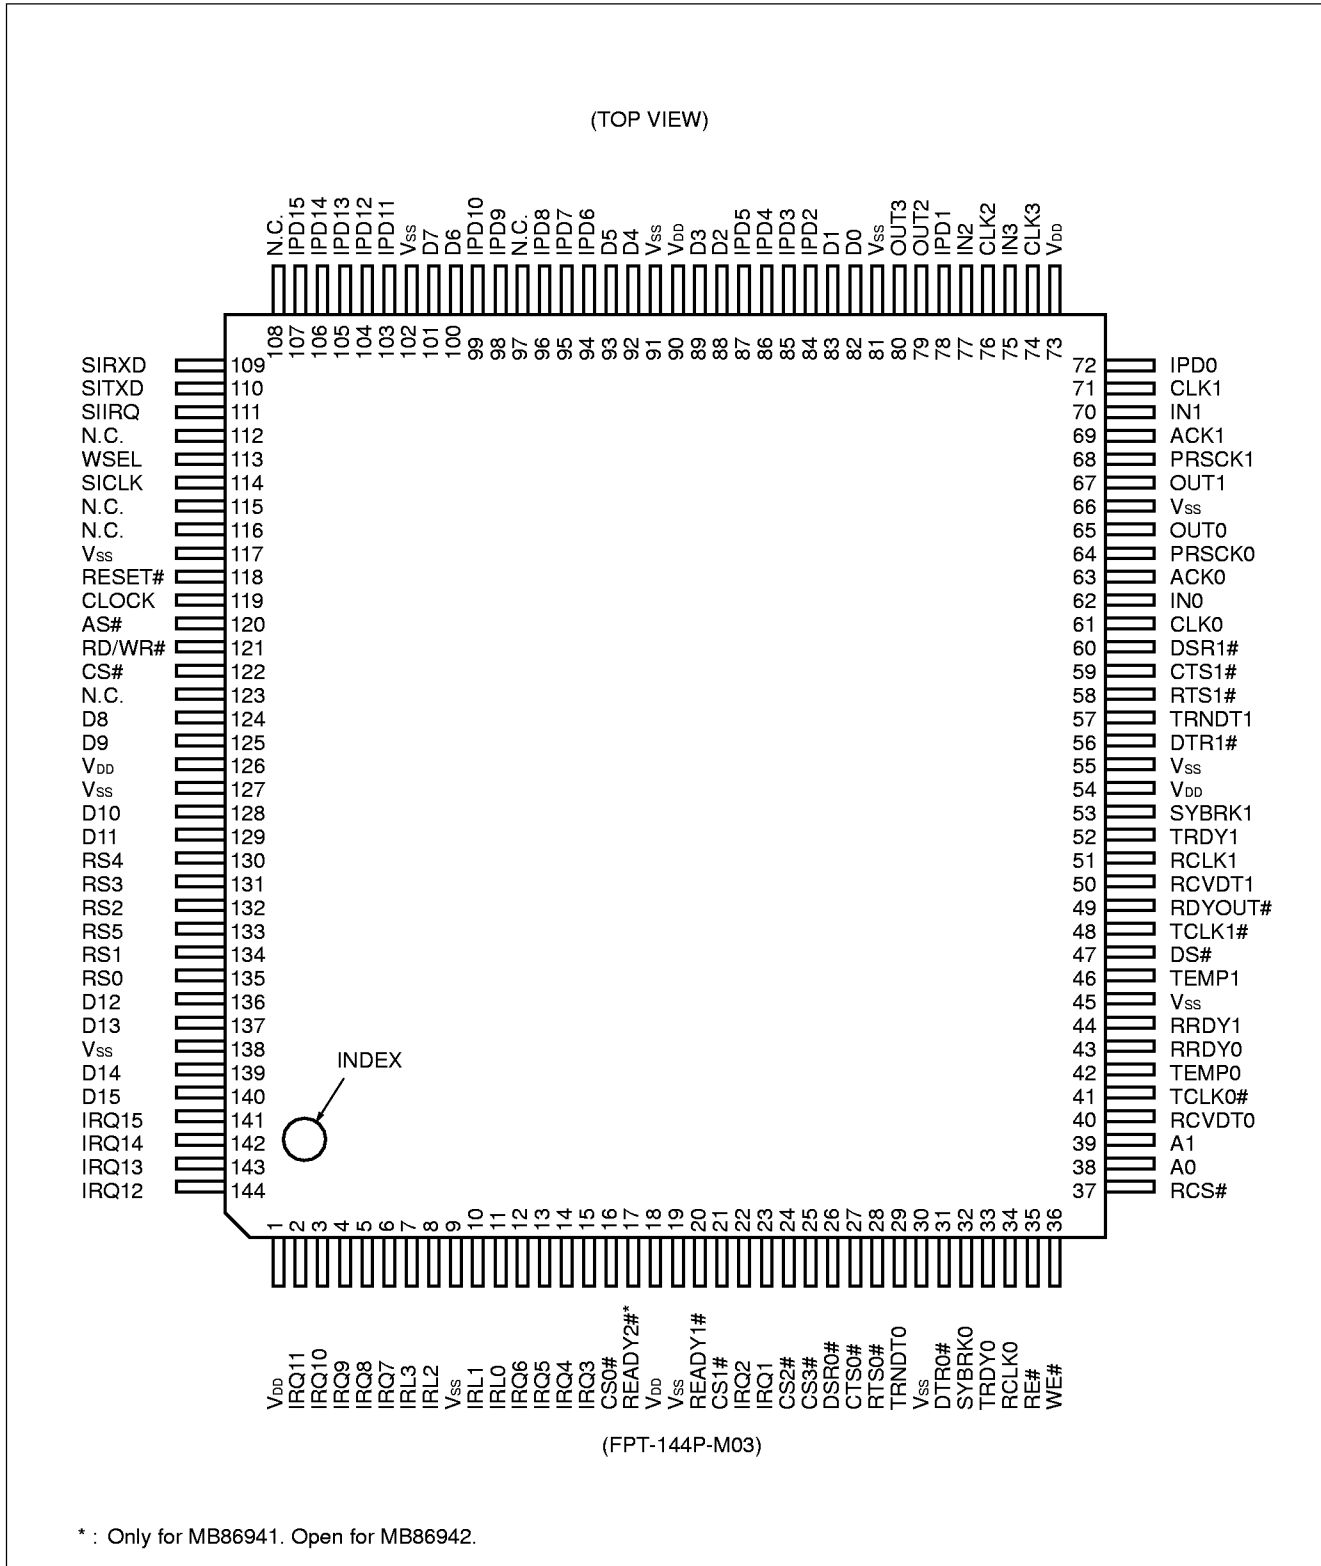 (TOP VIEW)
N.C. IPD15 IPD14 IPD13 IPD12 IPD11 VSS D7 D6 IPD10 IPD9 N.C. IPD8 IPD7 IPD6 D5 D4 VSS VDD D3 D2 IPD5 IPD4 IPD3 IPD2 D1 D0 VSS OUT3 OUT2 IPD1 IN2 CLK2 IN3 CLK3 VDD
108 107 106 105 104 103 102 101 100 99 98 97 96 95 94 93 92 91 90 89 88 87 86 85 84 83 82 81 80 79 78 77 76 75 74 73
SIRXD 109 72 IPD0
SITXD 110 71 CLK1
SIIRQ 111 70 IN1
N.C. 112 69 ACK1
WSEL 113 68 PRSCK1
SICLK 114 67 OUT1
N.C. 115 66 VSS
N.C. 116 65 OUT0
VSS 117 64 PRSCK0
RESET# 118 63 ACK0
CLOCK 119 62 IN0
AS# 120 61 CLK0
RD/WR# 121 60 DSR1#
CS# 122 59 CTS1#
N.C. 123 58 RTS1#
D8 124 57 TRNDT1
D9 125 56 DTR1#
VDD 126 55 VSS
VSS 127 54 VDD
D10 128 53 SYBRK1
D11 129 52 TRDY1
RS4 130 51 RCLK1
RS3 131 50 RCVDT1
RS2 132 49 RDYOUT#
RS5 133 48 TCLK1#
RS1 134 47 DS#
RS0 135 46 TEMP1
D12 136 45 VSS
D13 137 44 RRDY1
VSS 138 43 RRDY0
D14 139 42 TEMP0
D15 140 41 TCLK0#
IRQ15 141 40 RCVDT0
IRQ14 142 39 A1
IRQ13 143 38 A0
IRQ12 144 37 RCS#
INDEX
1 2 3 4 5 6 7 8 9 10 11 12 13 14 15 16 17 18 19 20 21 22 23 24 25 26 27 28 29 30 31 32 33 34 35 36
VDD IRQ11 IRQ10 IRQ9 IRQ8 IRQ7 IRL3 IRL2 VSS IRL1 IRL0 IRQ6 IRQ5 IRQ4 IRQ3 CS0# READY2#* VDD VSS READY1# CS1# IRQ2 IRQ1 CS2# CS3# DSR0# CTS0# RTS0# TRNDT0 VSS DTR0# SYBRK0 TRDY0 RCLK0 RE# WE#
(FPT-144P-M03)
* : Only for MB86941. Open for MB86942.